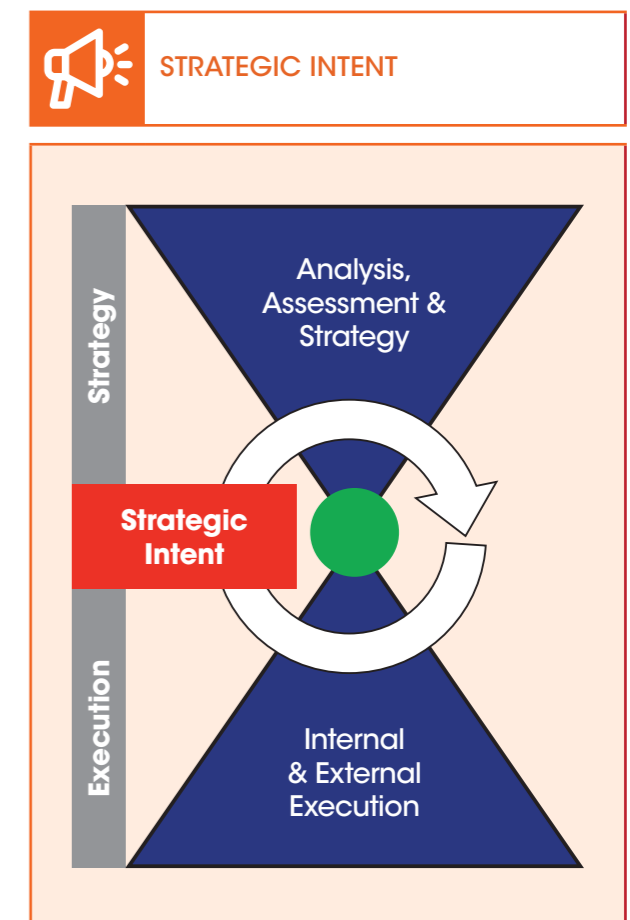 STRATEGIC INTENT
Strategy
Analysis,
Assessment &
Strategy
Strategic
Intent
Execution
Internal
& External
Execution